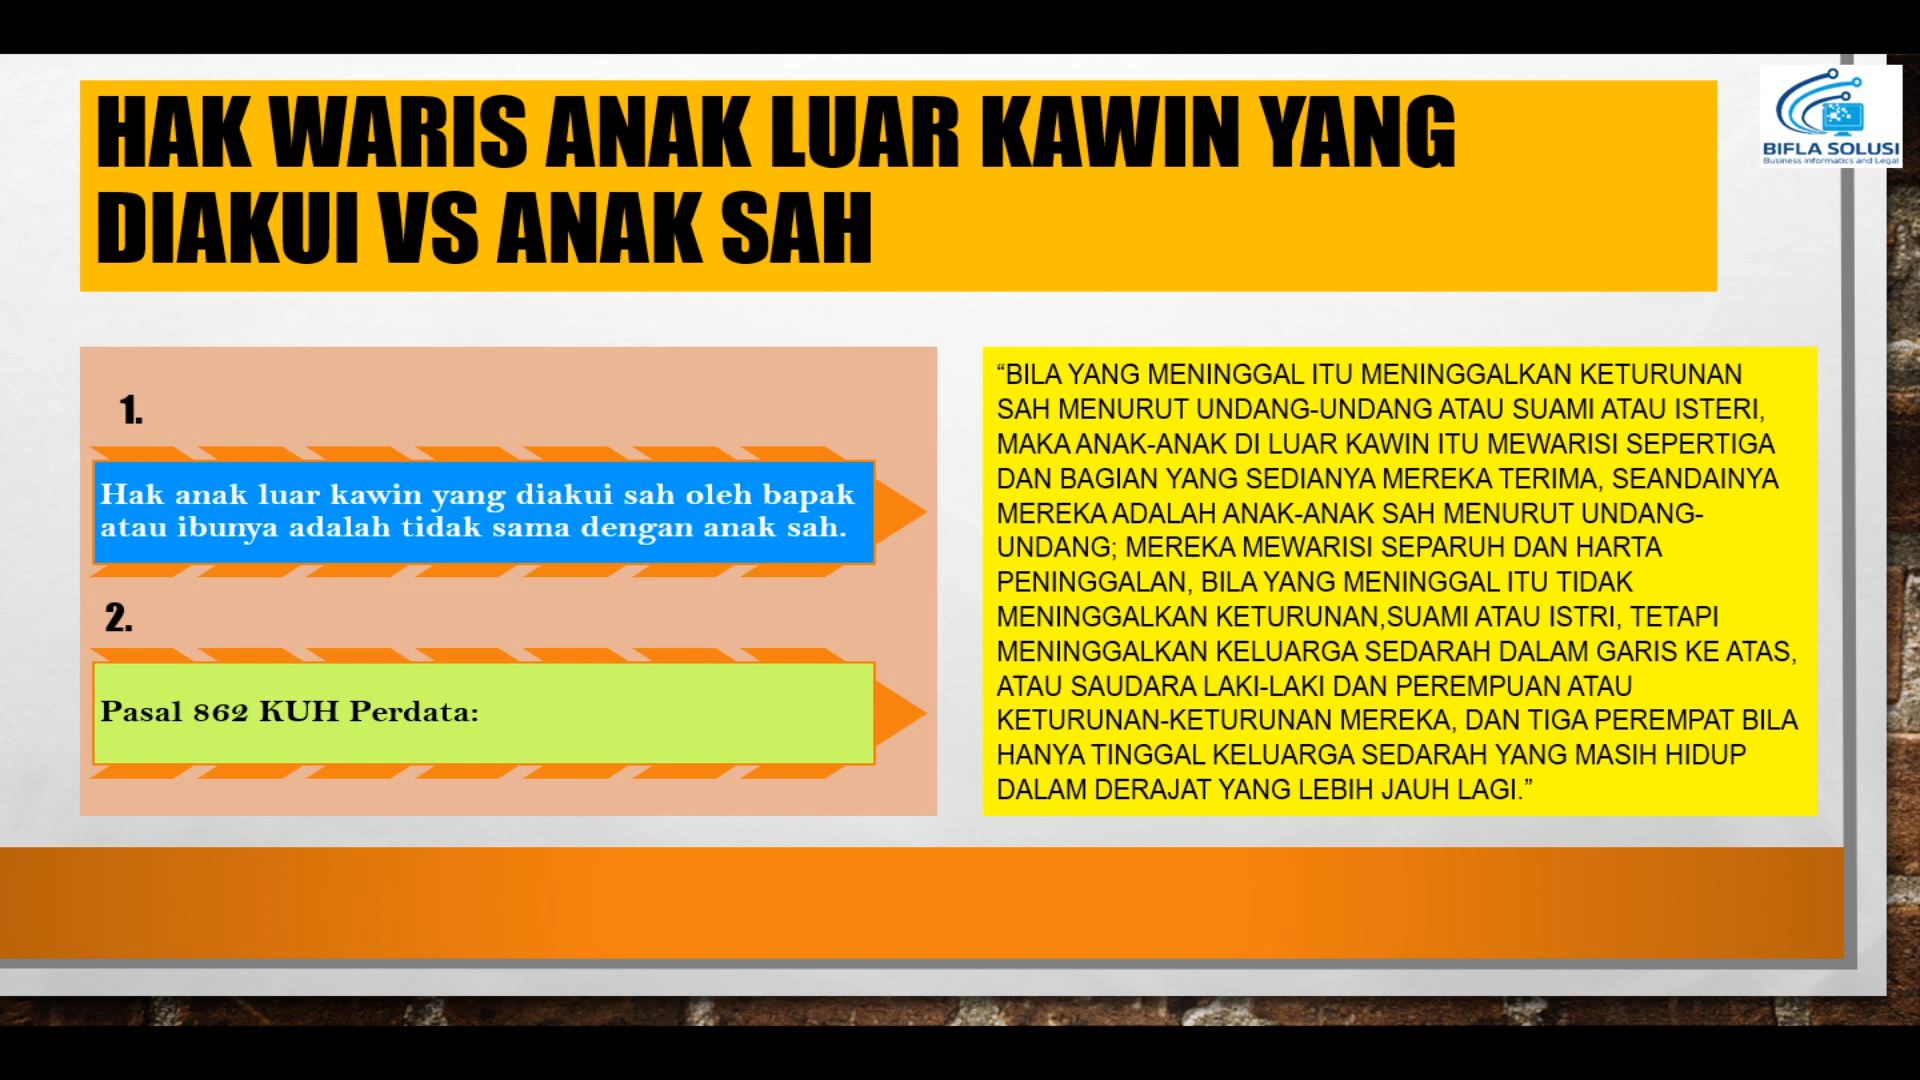 HAK WARIS ANAK LUAR KAWIN YANG
DIAKUI VS ANAK SAH
BIFLA SOLUSI
Business Informatics and Legal
1.
Hak anak luar kawin yang diakui sah oleh bapak
atau ibunya adalah tidak sama dengan anak sah.
2.
Pasal 862 KUH Perdata:
“BILA YANG MENINGGAL ITU MENINGGALKAN KETURUNAN
SAH MENURUT UNDANG-UNDANG ATAU SUAMI ATAU ISTERI,
MAKA ANAK-ANAK DI LUAR KAWIN ITU MEWARISI SEPERTIGA
DAN BAGIAN YANG SEDIANYA MEREKA TERIMA, SEANDAINYA
MEREKA ADALAH ANAK-ANAK SAH MENURUT UNDANG-
UNDANG; MEREKA MEWARISI SEPARUH DAN HARTA
PENINGGALAN, BILA YANG MENINGGAL ITU TIDAK
MENINGGALKAN KETURUNAN,SUAMI ATAU ISTRI, TETAPI
MENINGGALKAN KELUARGA SEDARAH DALAM GARIS KE ATAS,
ATAU SAUDARA LAKI-LAKI DAN PEREMPUAN ATAU
KETURUNAN-KETURUNAN MEREKA, DAN TIGA PEREMPAT BILA
HANYA TINGGAL KELUARGA SEDARAH YANG MASIH HIDUP
DALAM DERAJAT YANG LEBIH JAUH LAGI.”